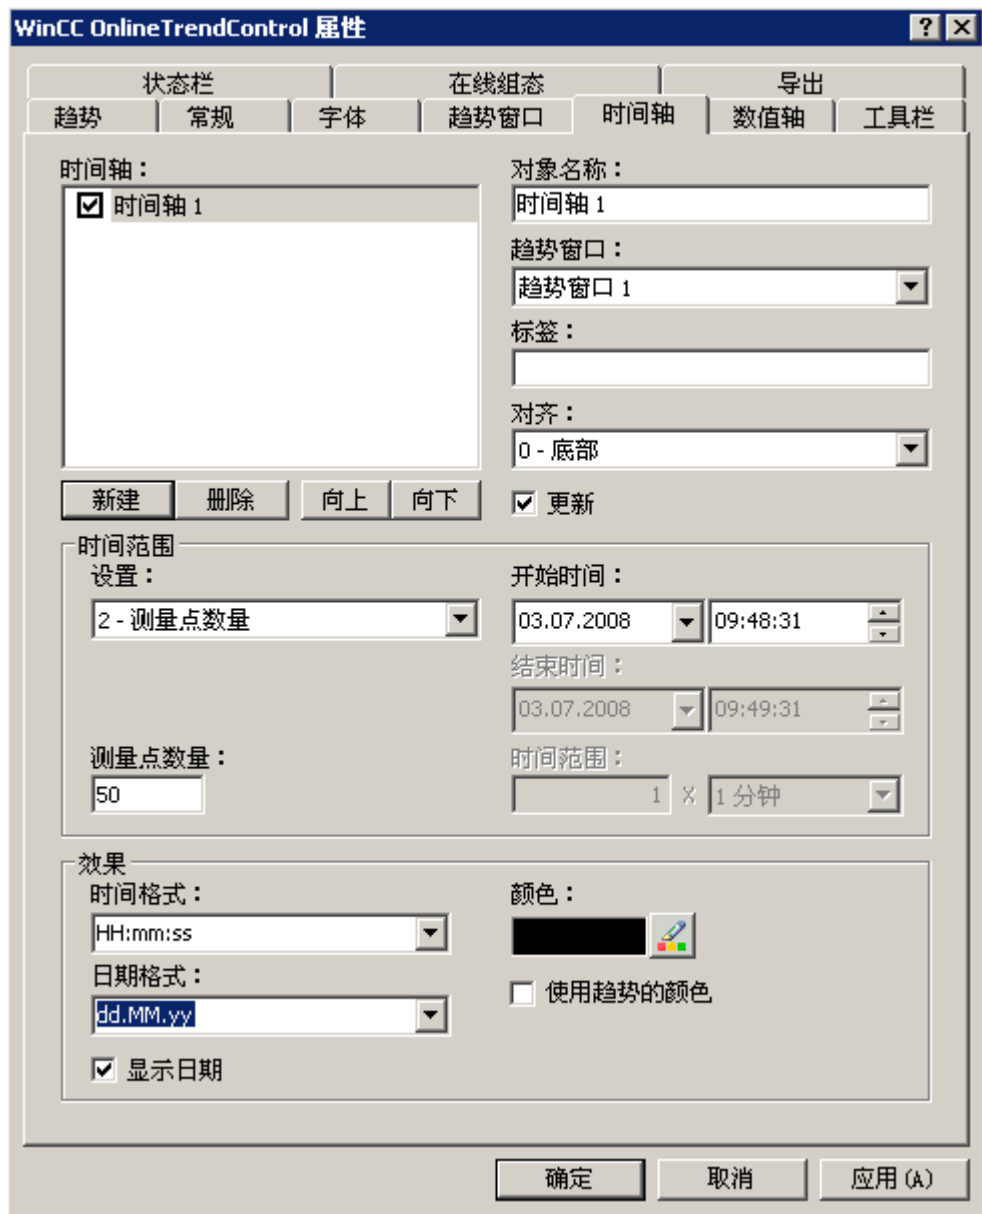 WinCC OnlineTrendControl 属性
状态栏 在线组态 导出
趋势 常规 字体 趋势窗口 时间轴 数值轴 工具栏
时间轴：
时间轴 1
对象名称：
时间轴 1
趋势窗口：
趋势窗口 1
标签：
对齐：
0 - 底部
新建 删除 向上 向下
更新
时间范围
设置：
2 - 测量点数量
开始时间：
03.07.2008 09:48:31
结束时间：
03.07.2008 09:49:31
测量点数量：
50
时间范围：
1 X 1 分钟
效果
时间格式：
HH:mm:ss
日期格式：
dd.MM.yy
显示日期
颜色：
使用趋势的颜色
确定 取消 应用(A)